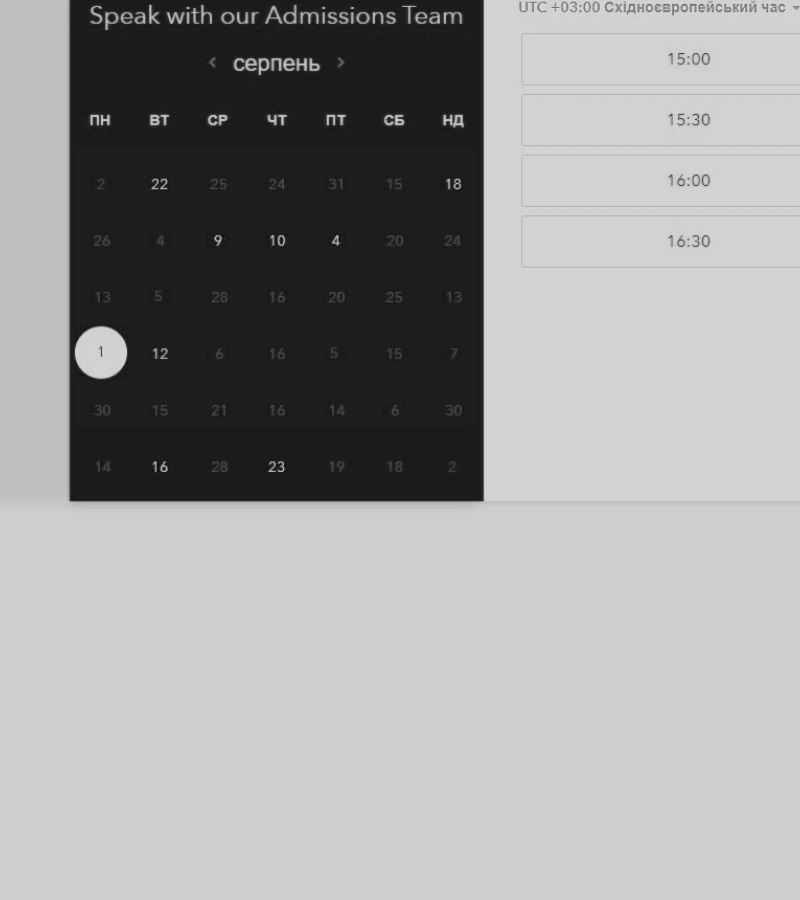 Speak with our Admissions Team
< серпень >
ПН ВТ СР ЧТ ПТ СБ НД
2 22 25 24 31 15 18
26 4 9 10 4 20 24
13 5 28 16 20 25 13
1 12 6 16 5 15 7
30 15 21 16 14 6 30
14 16 28 23 19 18 2
UTC +03:00 Східноєвропейський час
15:00
15:30
16:00
16:30